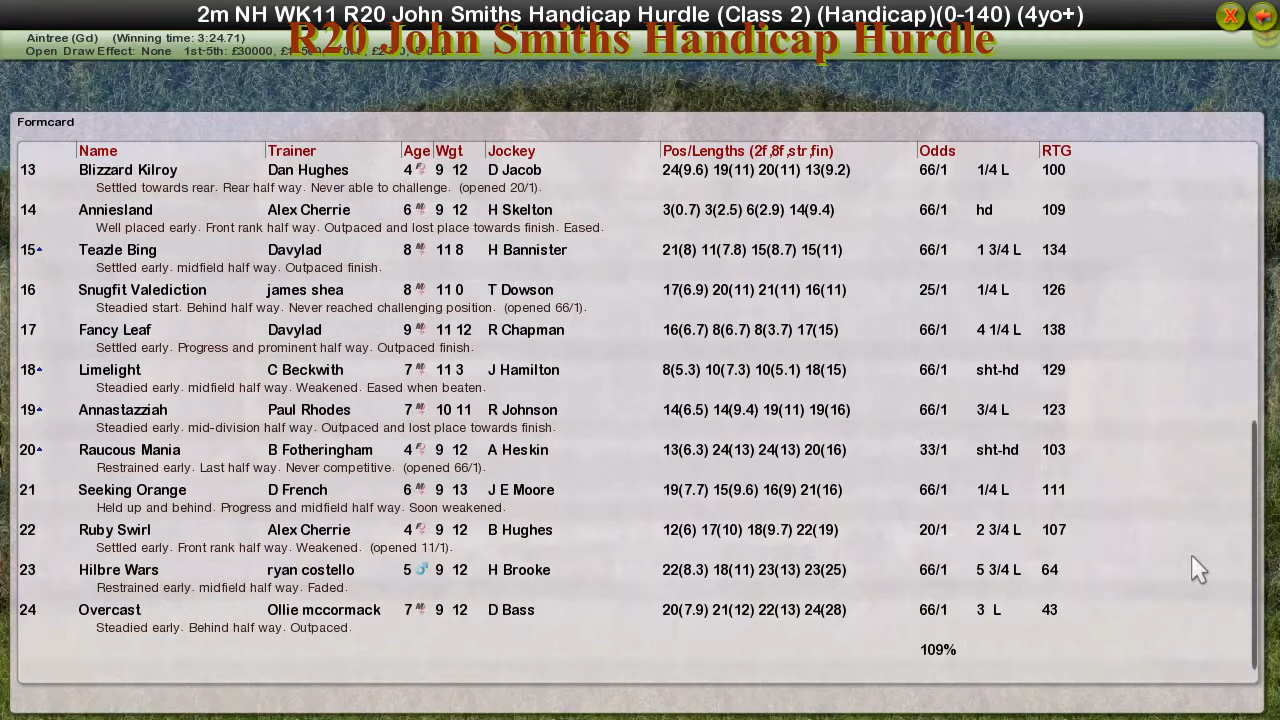 2m NH WK11 R20 John Smiths Handicap Hurdle (Class 2) (Handicap)(0-140) (4yo+)
R20 John Smiths Handicap Hurdle
Aintree (Gd) (Winning time: 3:24.71)
Open Draw Effect: None 1st-5th: £30000,
Formcard
Name Trainer Age Wgt Jockey Pos/Lengths (2f,8f,str,fin) Odds RTG
13 Blizzard Kilroy Dan Hughes 4 9 12 D Jacob 24(9.6) 19(11) 20(11) 13(9.2) 66/1 1/4 L 100
Settled towards rear. Rear half way. Never able to challenge. (opened 20/1).
14 Anniesland Alex Cherrie 6 9 12 H Skelton 3(0.7) 3(2.5) 6(2.9) 14(9.4) 66/1 hd 109
Well placed early. Front rank half way. Outpaced and lost place towards finish. Eased.
15 Teazle Bing Davylad 8 11 8 H Bannister 21(8) 11(7.8) 15(8.7) 15(11) 66/1 1 3/4 L 134
Settled early. midfield half way. Outpaced finish.
16 Snugfit Valediction james shea 8 11 0 T Dowson 17(6.9) 20(11) 21(11) 16(11) 25/1 1/4 L 126
Steadied start. Behind half way. Never reached challenging position. (opened 66/1).
17 Fancy Leaf Davylad 9 11 12 R Chapman 16(6.7) 8(6.7) 8(3.7) 17(15) 66/1 4 1/4 L 138
Settled early. Progress and prominent half way. Outpaced finish.
18 Limelight C Beckwith 7 11 3 J Hamilton 8(5.3) 10(7.3) 10(5.1) 18(15) 66/1 sht-hd 129
Steadied early. midfield half way. Weakened. Eased when beaten.
19 Annastazziah Paul Rhodes 7 10 11 R Johnson 14(6.5) 14(9.4) 19(11) 19(16) 66/1 3/4 L 123
Steadied early. mid-division half way. Outpaced and lost place towards finish.
20 Raucous Mania B Fotheringham 4 9 12 A Heskin 13(6.3) 24(13) 24(13) 20(16) 33/1 sht-hd 103
Restrained early. Last half way. Never competitive. (opened 66/1).
21 Seeking Orange D French 6 9 13 J E Moore 19(7.7) 15(9.6) 16(9) 21(16) 66/1 1/4 L 111
Held up and behind. Progress and midfield half way. Soon weakened.
22 Ruby Swirl Alex Cherrie 4 9 12 B Hughes 12(6) 17(10) 18(9.7) 22(19) 20/1 2 3/4 L 107
Settled early. Front rank half way. Weakened. (opened 11/1).
23 Hilbre Wars ryan costello 5 9 12 H Brooke 22(8.3) 18(11) 23(13) 23(25) 66/1 5 3/4 L 64
Restrained early. midfield half way. Faded.
24 Overcast Ollie mccormack 7 9 12 D Bass 20(7.9) 21(12) 22(13) 24(28) 66/1 3 L 43
Steadied early. Behind half way. Outpaced.
109%